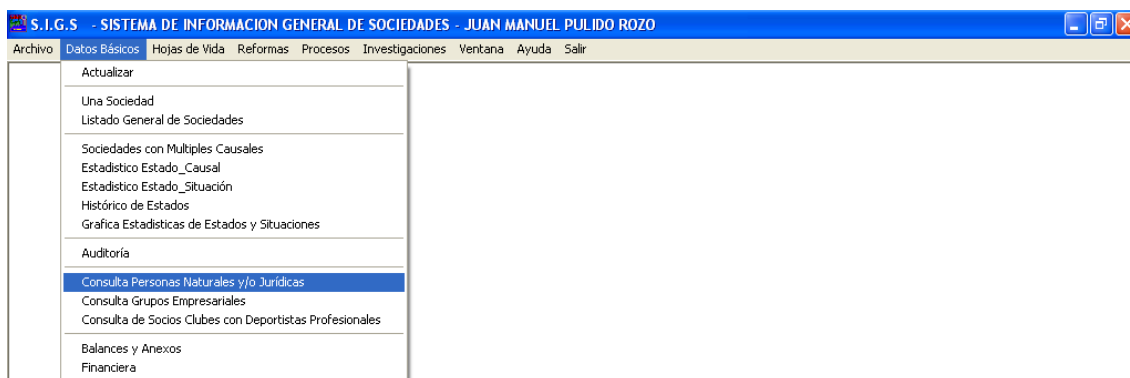 S.I.G.S - SISTEMA DE INFORMACION GENERAL DE SOCIEDADES - JUAN MANUEL PULIDO ROZO
Archivo Datos Básicos Hojas de Vida Reformas Procesos Investigaciones Ventana Ayuda Salir
Actualizar
Una Sociedad
Listado General de Sociedades
Sociedades con Multiples Causales
Estadistico Estado_Causal
Estadistico Estado_Situación
Histórico de Estados
Grafica Estadisticas de Estados y Situaciones
Auditoría
Consulta Personas Naturales y/o Jurídicas
Consulta Grupos Empresariales
Consulta de Socios Clubes con Deportistas Profesionales
Balances y Anexos
Financiera